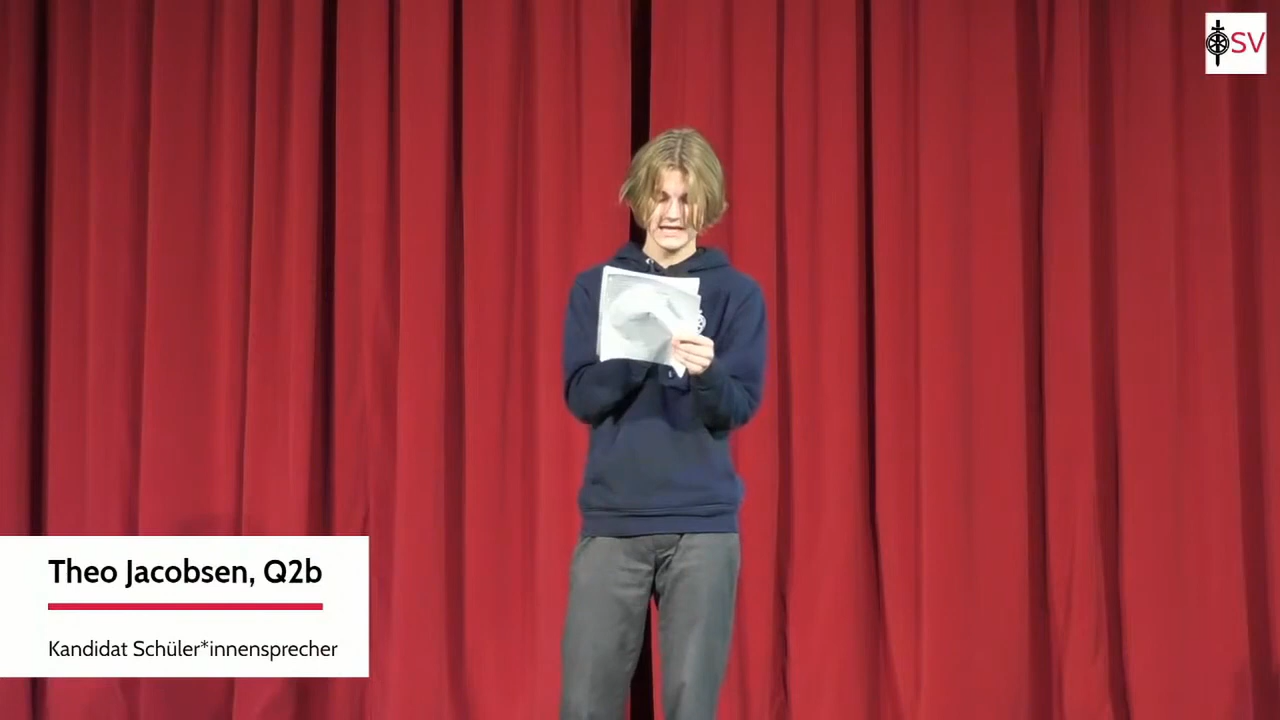 SV
Theo Jacobsen, Q2b
Kandidat Schüler*innensprecher